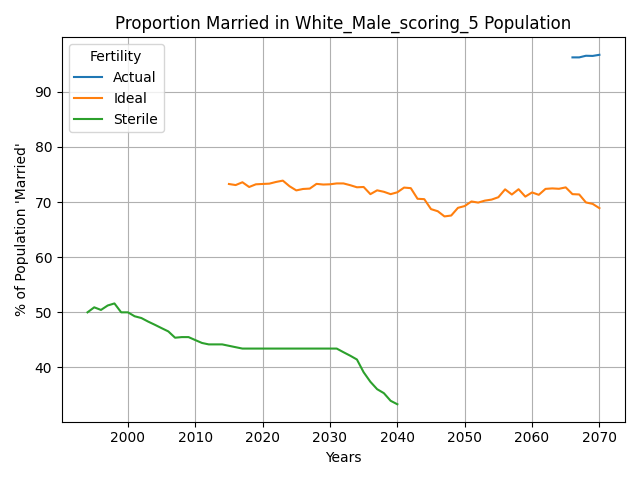 Proportion Married in White_Male_scoring_5 Population
Fertility
Actual
Ideal
Sterile
% of Population 'Married'
90
80
70
60
50
40
2000 2010 2020 2030 2040 2050 2060 2070
Years